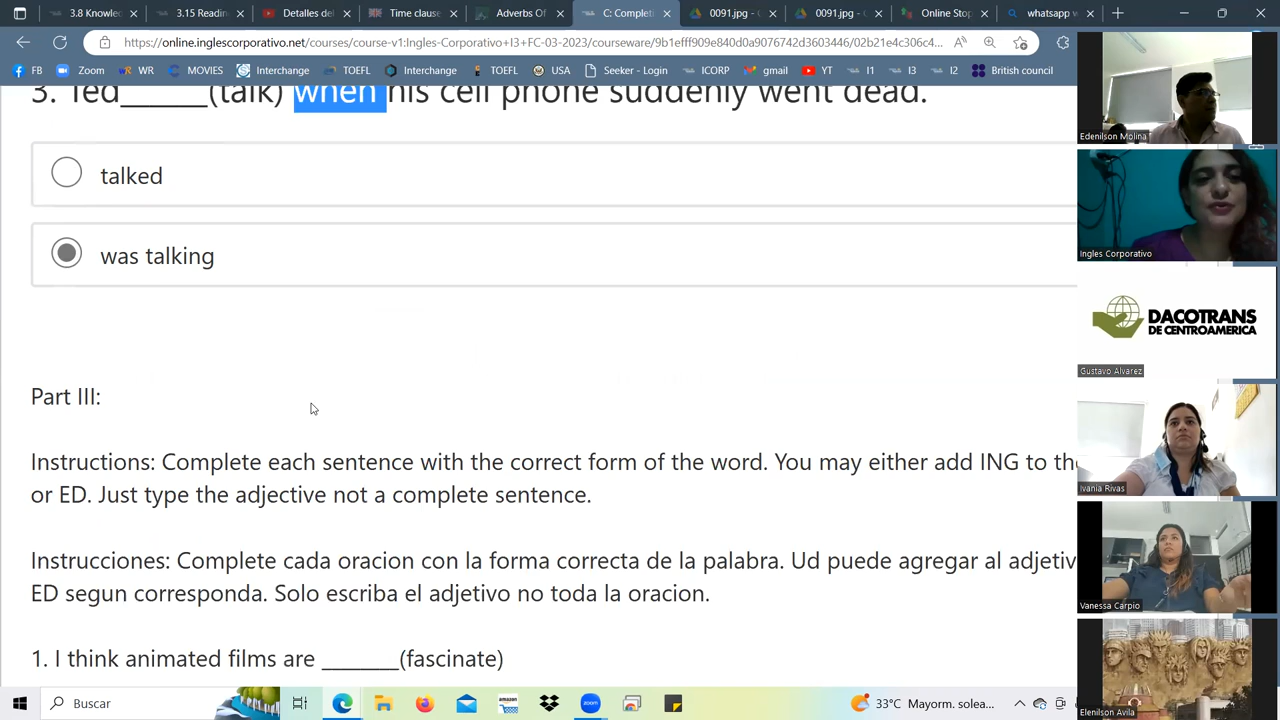 3.8 Knowled
3.15 Readin
Detalles del
Time clause
Adverbs Of
C: Completi
0091.jpg - G
0091.jpg - G
Online Stop
whatsapp w
https://online.inglescorporativo.net/courses/course-v1:Ingles-Corporativo+I3+FC-03-2023/courseware/9b1efff909e840d0a9076742d3603446/02b21e4c306c4...
FB Zoom WR MOVIES Interchange TOEFL Interchange TOEFL USA Seeker - Login ICORP gmail YT I1 I3 I2 British council
3. Ted______(talk) when his cell phone suddenly went dead.
talked
was talking
Part III:
Instructions: Complete each sentence with the correct form of the word. You may either add ING to the
or ED. Just type the adjective not a complete sentence.
Instrucciones: Complete cada oracion con la forma correcta de la palabra. Ud puede agregar al adjetiv
ED segun corresponda. Solo escriba el adjetivo no toda la oracion.
1. I think animated films are _______(fascinate)
Edenilson Molina
Ingles Corporativo
DACOTRANS
DE CENTROAMERICA
Gustavo Alvarez
Ivania Rivas
Vanessa Carpio
Elenilson Avila
Buscar
amazon
zoom
33°C Mayorm. solea...